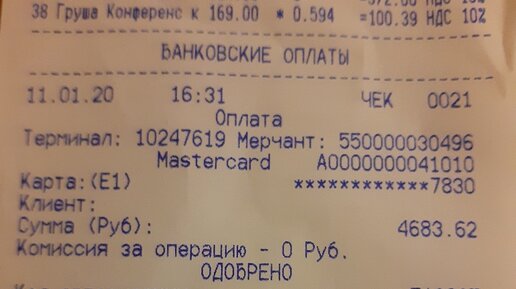 38 Груша Конференс к 169.00 * 0.594 =100.39 НДС 10%
БАНКОВСКИЕ ОПЛАТЫ
11.01.20 16:31 ЧЕК 0021
Оплата
Терминал: 10247619 Мерчант: 550000030496
Mastercard A0000000041010
Карта:(E1) ************7830
Клиент:
Сумма (Руб): 4683.62
Комиссия за операцию - 0 Руб.
ОДОБРЕНО